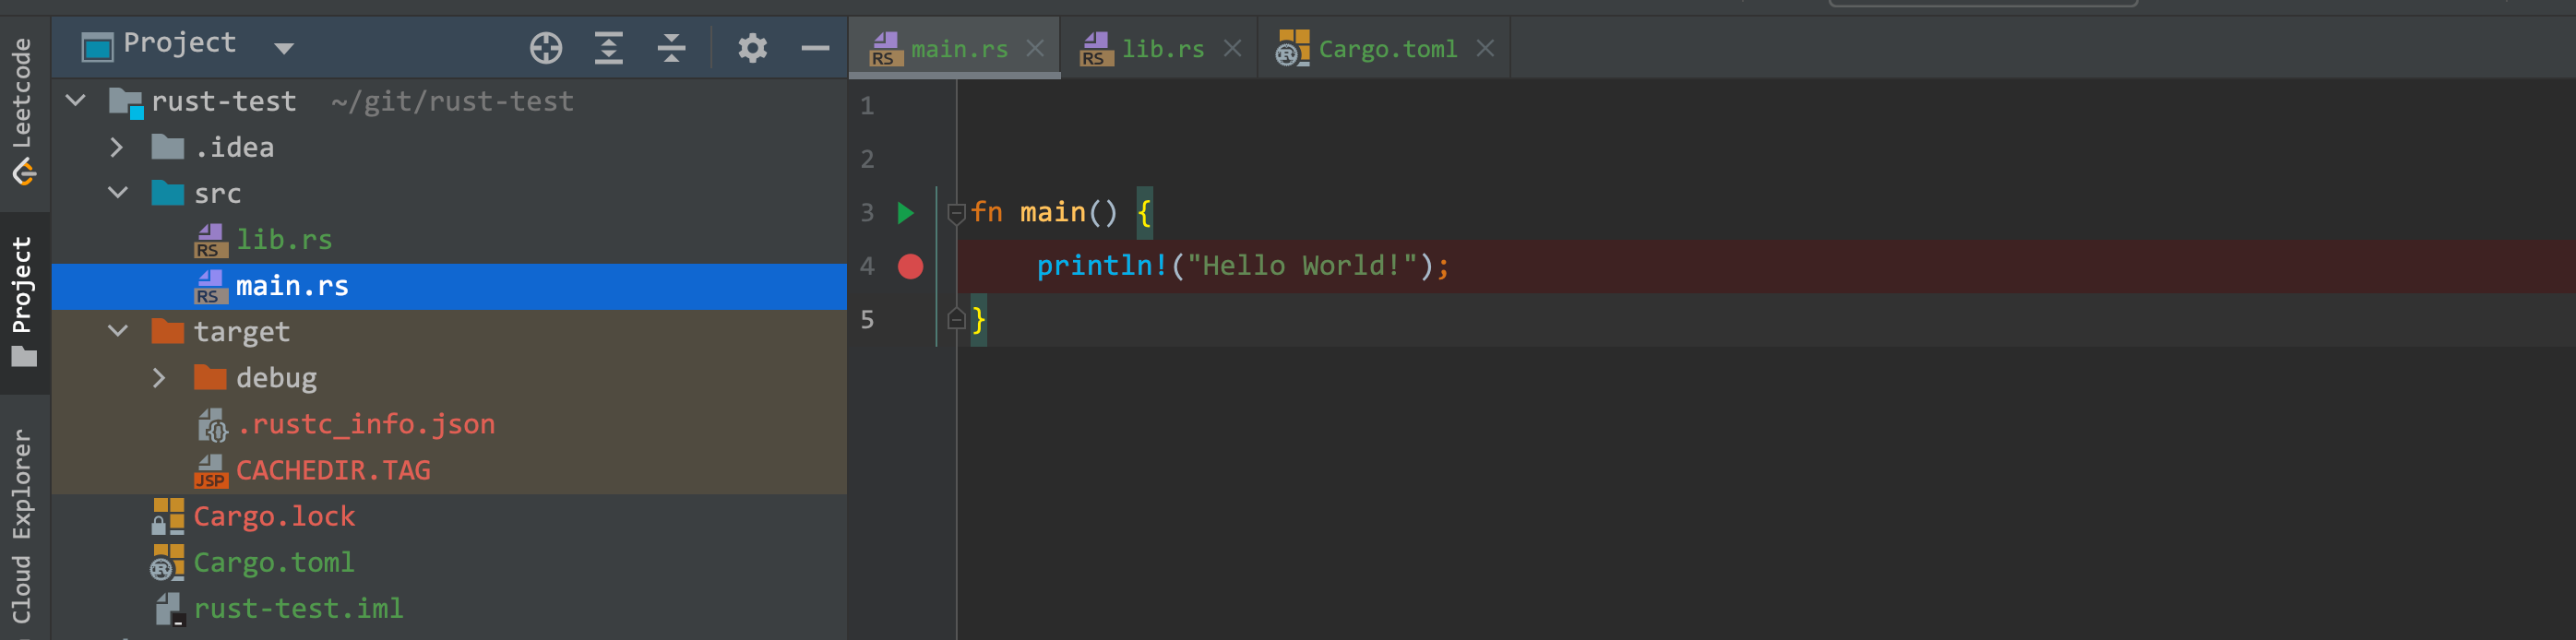 Leetcode
Project
Cloud Explorer
Project
rust-test ~/git/rust-test
.idea
src
RS lib.rs
RS main.rs
target
debug
.rustc_info.json
JSP CACHEDIR.TAG
Cargo.lock
Cargo.toml
rust-test.iml
RS main.rs
RS lib.rs
Cargo.toml
1
2
3 fn main() {
4 println!("Hello World!");
5 }